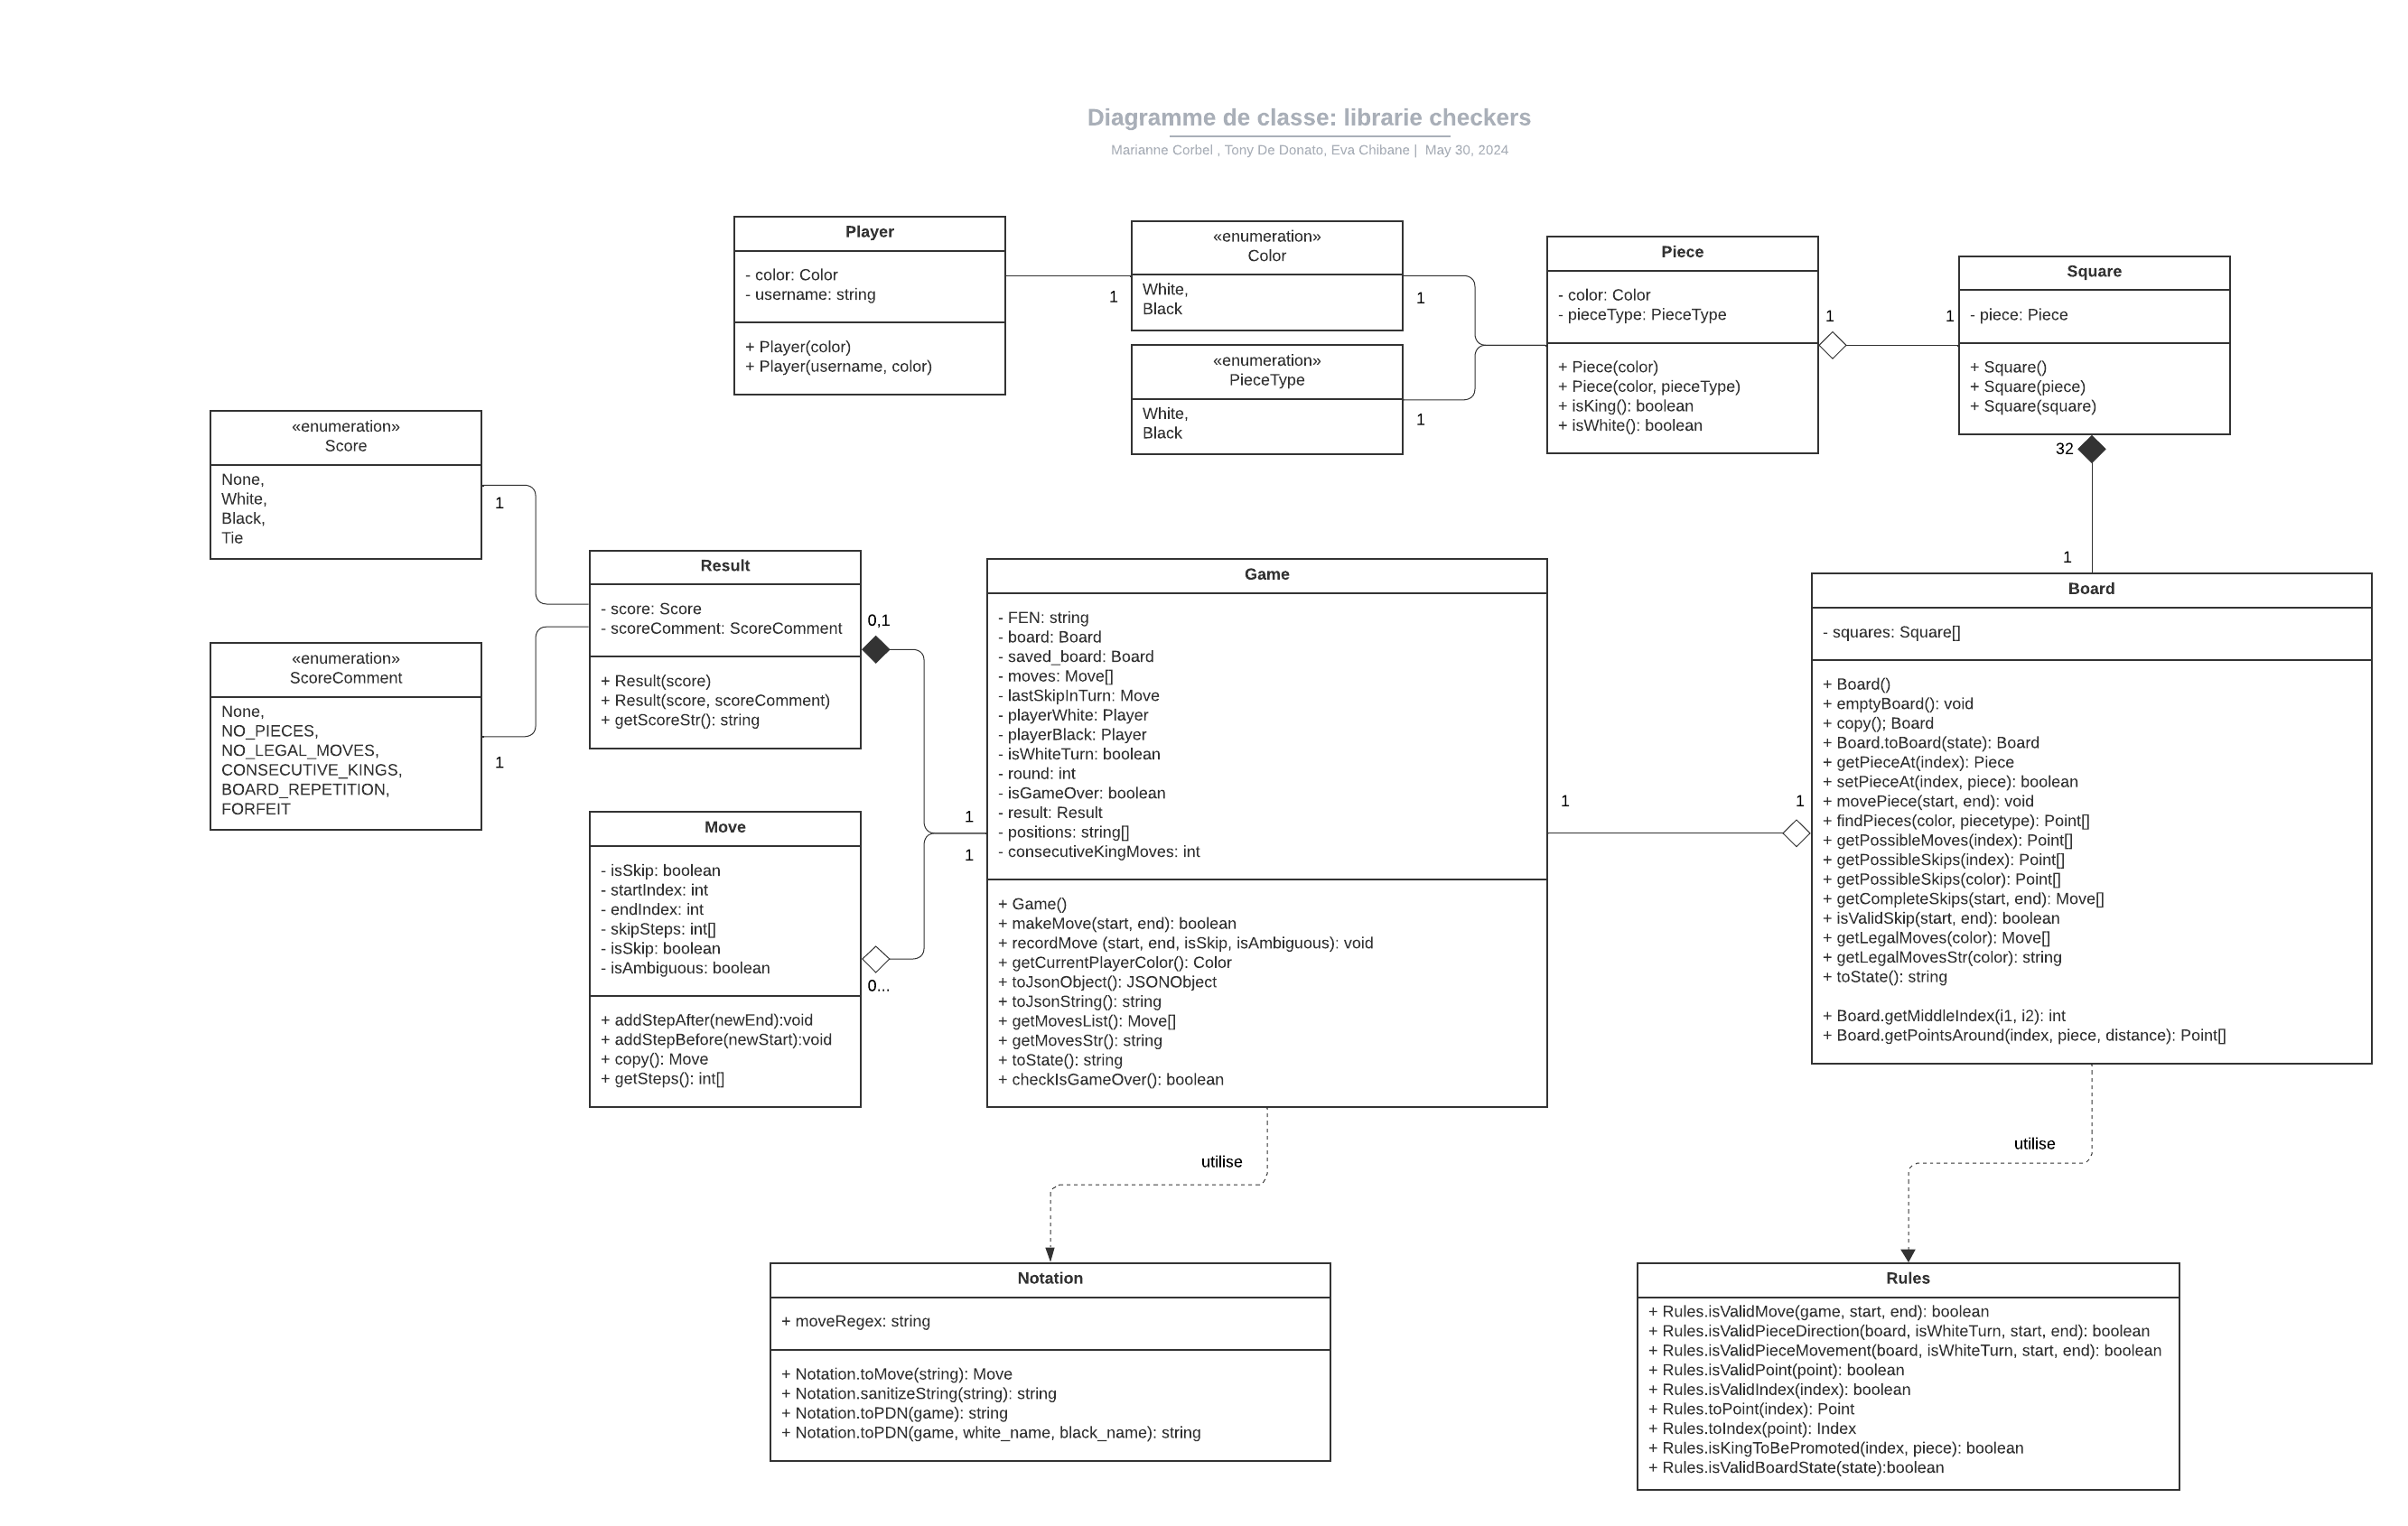 Diagramme de classe: librarie checkers
Marianne Corbel , Tony De Donato, Eva Chibane | May 30, 2024
Player
- color: Color
- username: string
+ Player(color)
+ Player(username, color)
1
«enumeration»
Color
White,
Black
1
«enumeration»
PieceType
White,
Black
1
Piece
- color: Color
- pieceType: PieceType
+ Piece(color)
+ Piece(color, pieceType)
+ isKing(): boolean
+ isWhite(): boolean
1
1
Square
- piece: Piece
+ Square()
+ Square(piece)
+ Square(square)
32
1
«enumeration»
Score
None,
White,
Black,
Tie
1
«enumeration»
ScoreComment
None,
NO_PIECES,
NO_LEGAL_MOVES,
CONSECUTIVE_KINGS,
BOARD_REPETITION,
FORFEIT
1
Result
- score: Score
- scoreComment: ScoreComment
+ Result(score)
+ Result(score, scoreComment)
+ getScoreStr(): string
0,1
1
Move
- isSkip: boolean
- startIndex: int
- endIndex: int
- skipSteps: int[]
- isSkip: boolean
- isAmbiguous: boolean
+ addStepAfter(newEnd):void
+ addStepBefore(newStart):void
+ copy(): Move
+ getSteps(): int[]
1
0...
Game
- FEN: string
- board: Board
- saved_board: Board
- moves: Move[]
- lastSkipInTurn: Move
- playerWhite: Player
- playerBlack: Player
- isWhiteTurn: boolean
- round: int
- isGameOver: boolean
- result: Result
- positions: string[]
- consecutiveKingMoves: int
+ Game()
+ makeMove(start, end): boolean
+ recordMove (start, end, isSkip, isAmbiguous): void
+ getCurrentPlayerColor(): Color
+ toJsonObject(): JSONObject
+ toJsonString(): string
+ getMovesList(): Move[]
+ getMovesStr(): string
+ toState(): string
+ checkIsGameOver(): boolean
1
1
Board
- squares: Square[]
+ Board()
+ emptyBoard(): void
+ copy(); Board
+ Board.toBoard(state): Board
+ getPieceAt(index): Piece
+ setPieceAt(index, piece): boolean
+ movePiece(start, end): void
+ findPieces(color, piecetype): Point[]
+ getPossibleMoves(index): Point[]
+ getPossibleSkips(index): Point[]
+ getPossibleSkips(color): Point[]
+ getCompleteSkips(start, end): Move[]
+ isValidSkip(start, end): boolean
+ getLegalMoves(color): Move[]
+ getLegalMovesStr(color): string
+ toState(): string
+ Board.getMiddleIndex(i1, i2): int
+ Board.getPointsAround(index, piece, distance): Point[]
utilise
utilise
Notation
+ moveRegex: string
+ Notation.toMove(string): Move
+ Notation.sanitizeString(string): string
+ Notation.toPDN(game): string
+ Notation.toPDN(game, white_name, black_name): string
Rules
+ Rules.isValidMove(game, start, end): boolean
+ Rules.isValidPieceDirection(board, isWhiteTurn, start, end): boolean
+ Rules.isValidPieceMovement(board, isWhiteTurn, start, end): boolean
+ Rules.isValidPoint(point): boolean
+ Rules.isValidIndex(index): boolean
+ Rules.toPoint(index): Point
+ Rules.toIndex(point): Index
+ Rules.isKingToBePromoted(index, piece): boolean
+ Rules.isValidBoardState(state):boolean